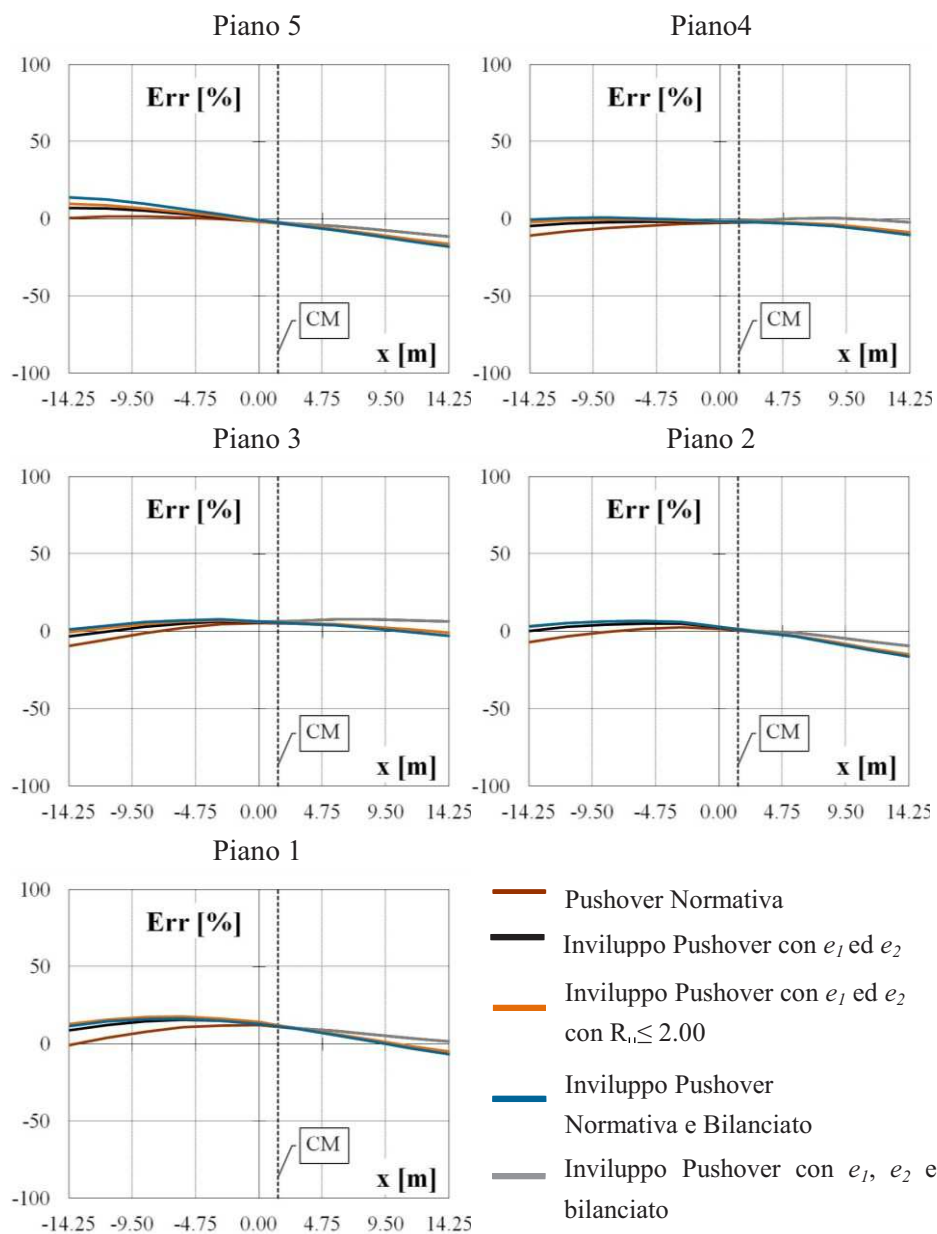 Piano 5
Piano4
100
50
0
-50
-100
Err [%]
CM
x [m]
-14.25 -9.50 -4.75 0.00 4.75 9.50 14.25
100
50
0
-50
-100
Err [%]
CM
x [m]
-14.25 -9.50 -4.75 0.00 4.75 9.50 14.25
Piano 3
Piano 2
100
50
0
-50
-100
Err [%]
CM
x [m]
-14.25 -9.50 -4.75 0.00 4.75 9.50 14.25
100
50
0
-50
-100
Err [%]
CM
x [m]
-14.25 -9.50 -4.75 0.00 4.75 9.50 14.25
Piano 1
100
50
0
-50
-100
Err [%]
CM
x [m]
-14.25 -9.50 -4.75 0.00 4.75 9.50 14.25
Pushover Normativa
Inviluppo Pushover con e1 ed e2
Inviluppo Pushover con e1 ed e2
con Rμ≤ 2.00
Inviluppo Pushover
Normativa e Bilanciato
Inviluppo Pushover con e1, e2 e
bilanciato